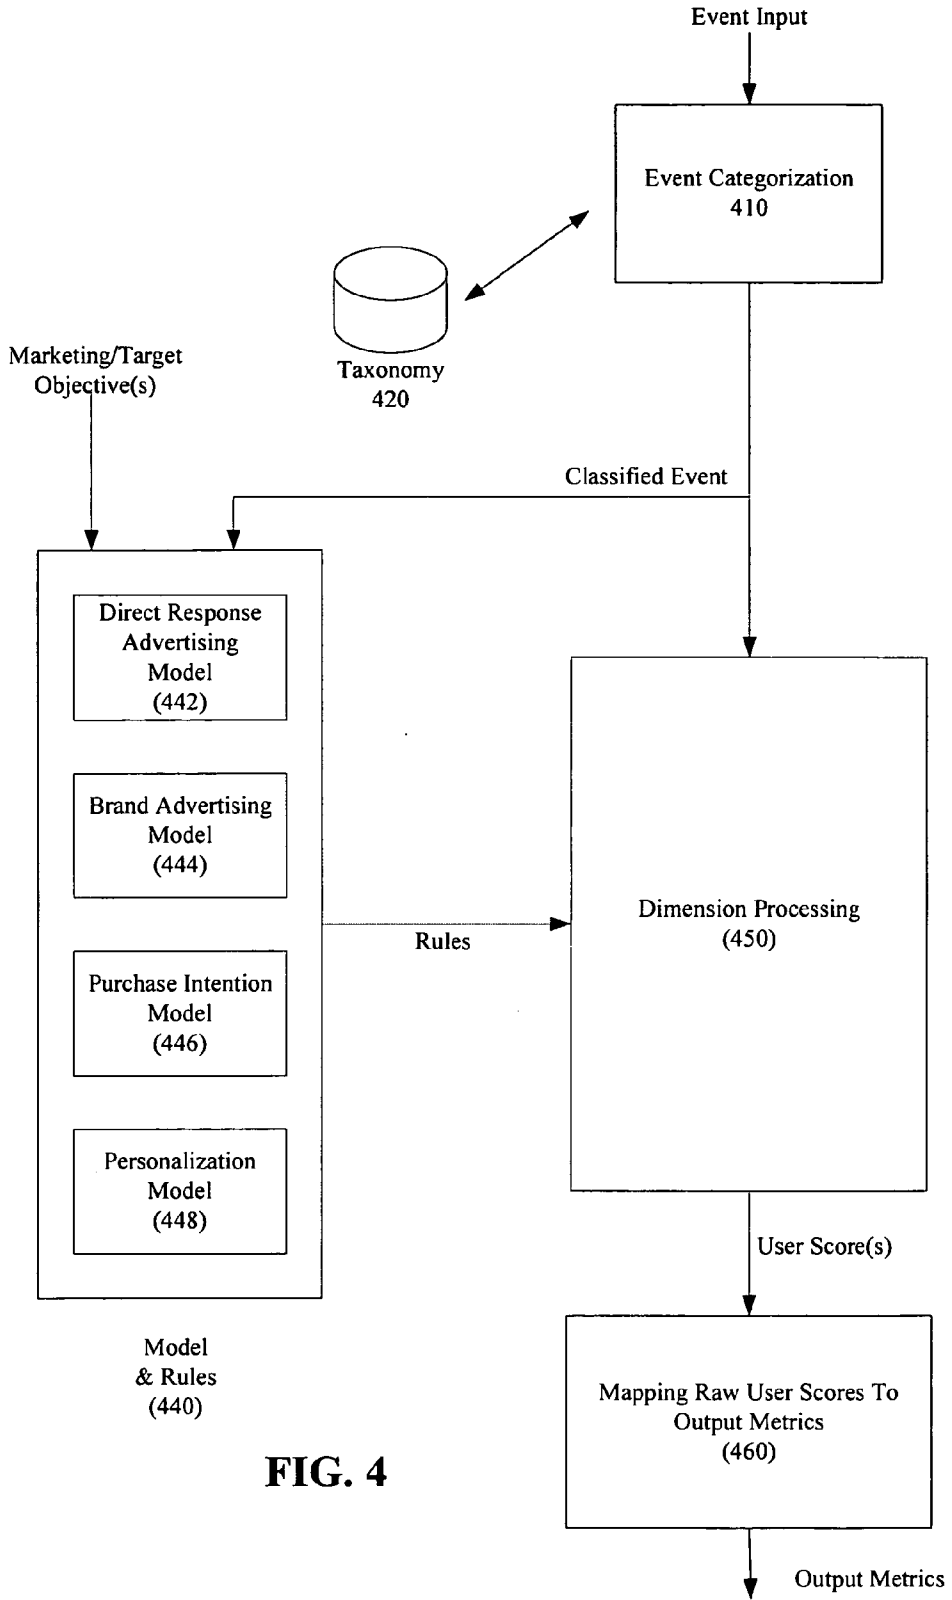 Event Input
Event Categorization
410
Taxonomy
420
Marketing/Target
Objective(s)
Classified Event
Direct Response
Advertising
Model
(442)
Brand Advertising
Model
(444)
Purchase Intention
Model
(446)
Personalization
Model
(448)
Rules
Dimension Processing
(450)
User Score(s)
Model
& Rules
(440)
Mapping Raw User Scores To
Output Metrics
(460)
FIG. 4
Output Metrics